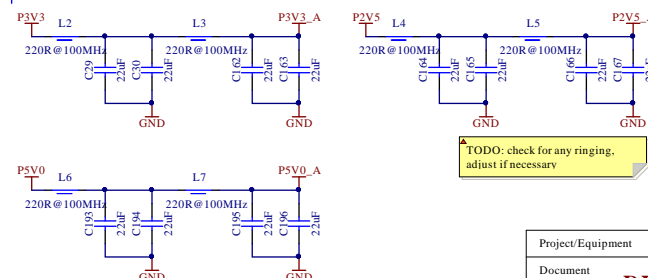 P3V3
L2
L3
P3V3_A
220R@100MHz
220R@100MHz
C29
22uF
C30
22uF
C162
22uF
C163
22uF
GND
GND
P2V5
L4
L5
P2V5_A
220R@100MHz
220R@100MHz
C164
22uF
C165
22uF
C166
22uF
C167
22uF
GND
GND
TODO: check for any ringing,
adjust if necessary
P5V0
L6
L7
P5V0_A
220R@100MHz
220R@100MHz
C193
22uF
C194
22uF
C195
22uF
C196
22uF
GND
GND
Project/Equipment
Document